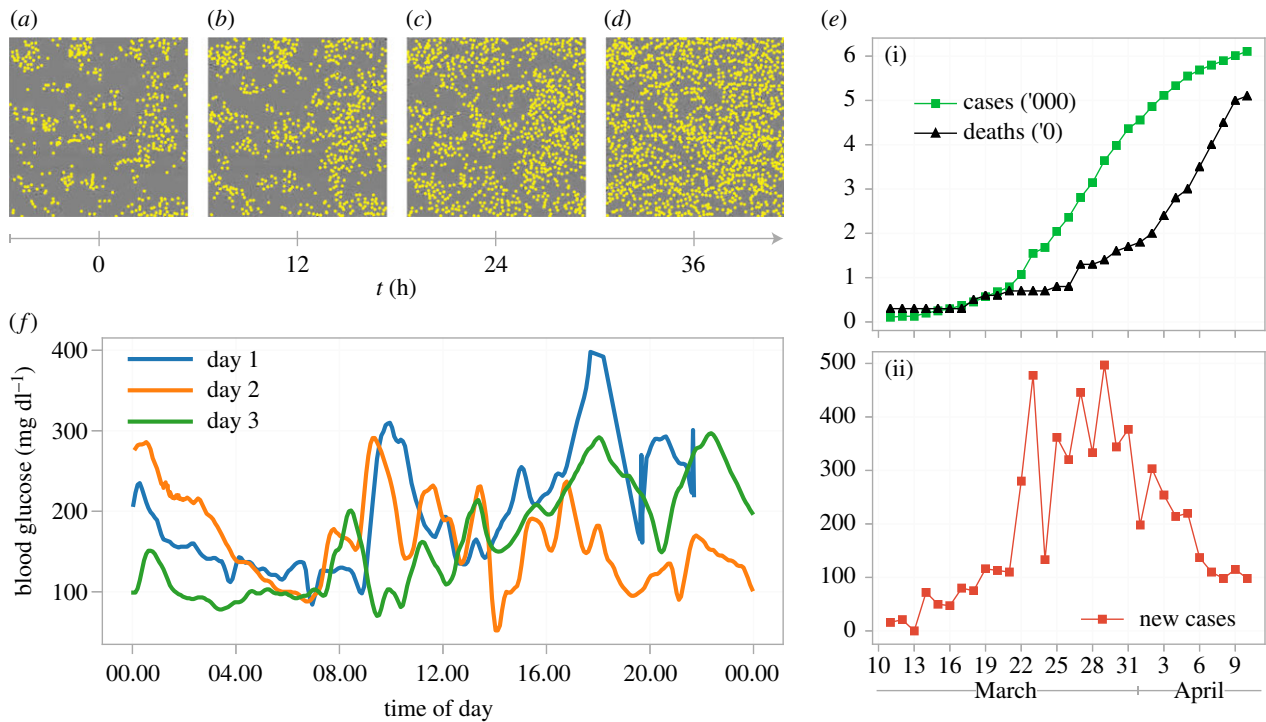 (a)
(b)
(c)
(d)
0
12
24
36
t (h)
(e)
(i)
cases ('000)
deaths ('0)
6
5
4
3
2
1
0
(ii)
500
400
300
200
100
0
new cases
10
13
16
19
22
25
28
31
3
6
9
March
April
(f)
blood glucose (mg dl⁻¹)
400
300
200
100
day 1
day 2
day 3
00.00
04.00
08.00
12.00
16.00
20.00
00.00
time of day